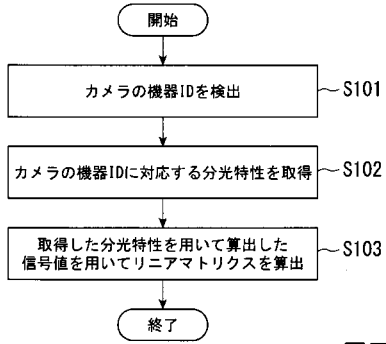 開始
カメラの機器IDを検出
S101
カメラの機器IDに対応する分光特性を取得
S102
取得した分光特性を用いて算出した
信号値を用いてリニアマトリクスを算出
S103
終了